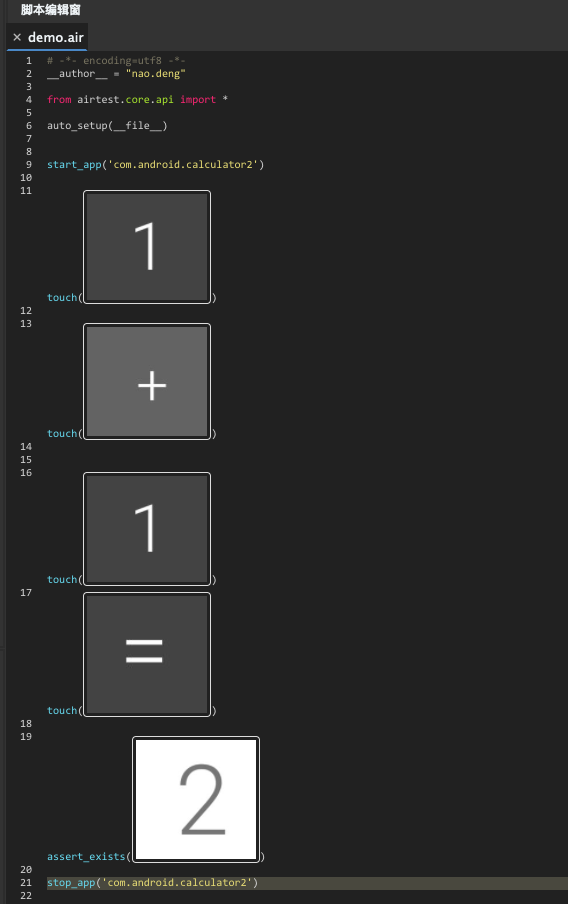 脚本编辑窗
× demo.air
1 # -*- encoding=utf8 -*-
2 __author__ = "nao.deng"
3
4 from airtest.core.api import *
5
6 auto_setup(__file__)
7
8
9 start_app('com.android.calculator2')
10
11
1
touch( )
12
13
+
touch( )
14
15
16
1
touch( )
17
=
touch( )
18
19
2
assert_exists( )
20
21 stop_app('com.android.calculator2')
22